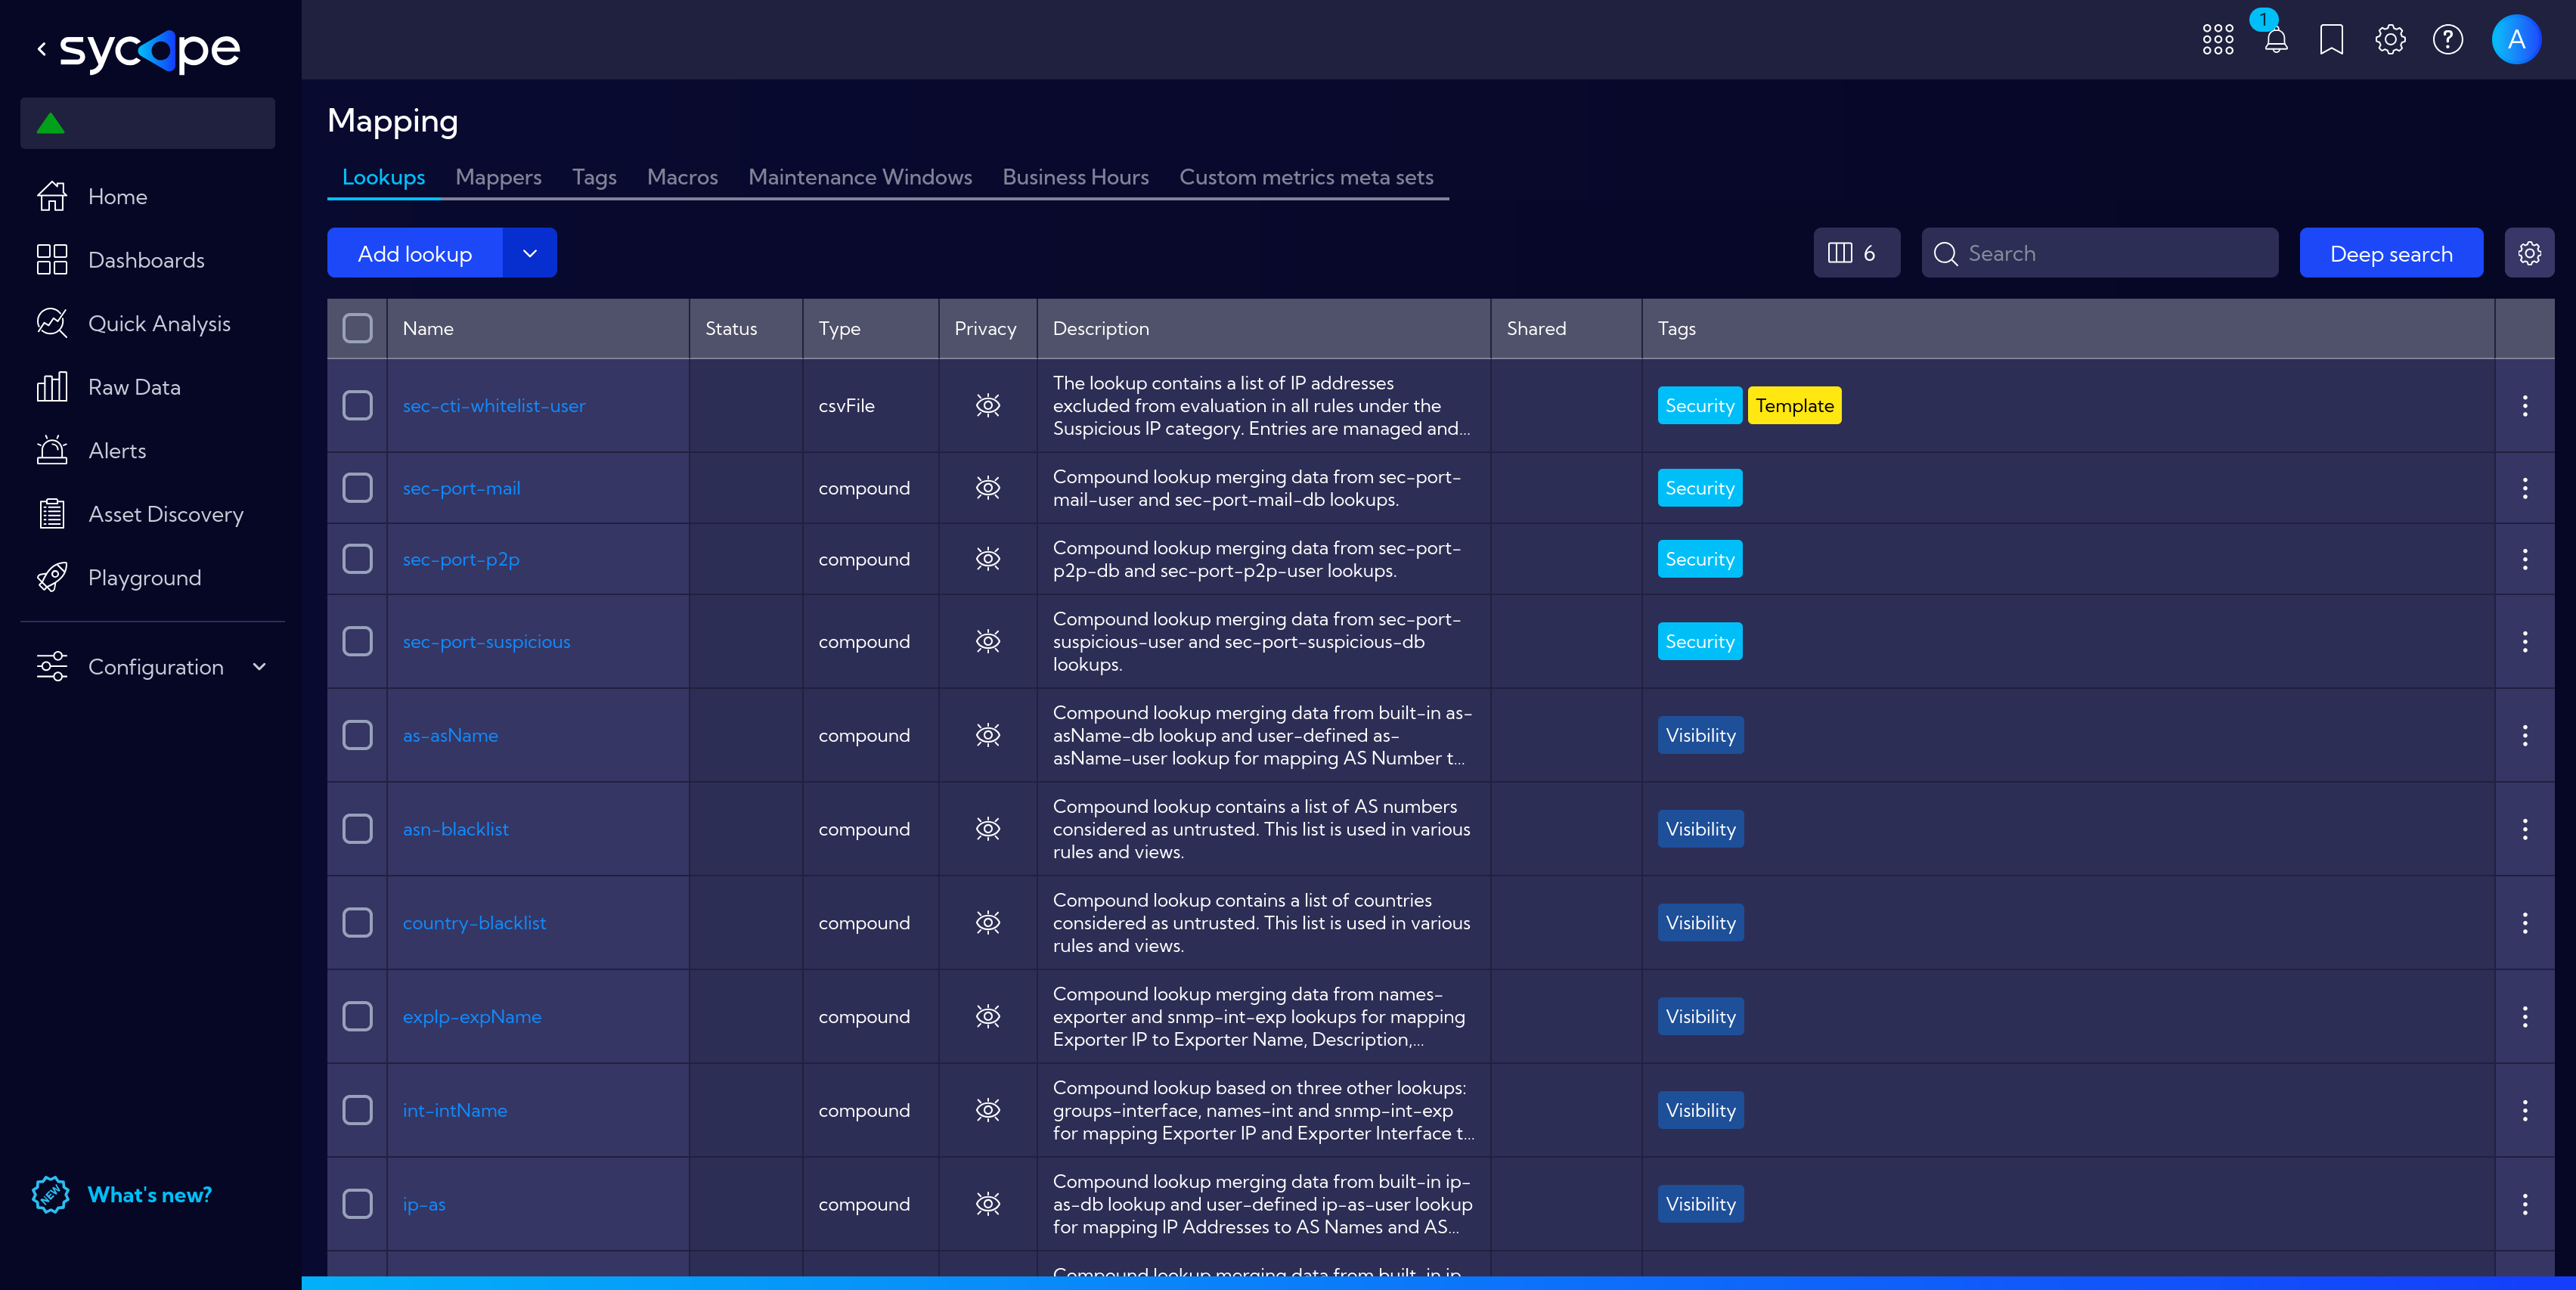 sycope
1
A
Home
Dashboards
Quick Analysis
Raw Data
Alerts
Asset Discovery
Playground
Configuration
NEW What's new?
Mapping
Lookups Mappers Tags Macros Maintenance Windows Business Hours Custom metrics meta sets
Add lookup 6 Search Deep search
Name Status Type Privacy Description Shared Tags
sec-cti-whitelist-user csvFile
The lookup contains a list of IP addresses
excluded from evaluation in all rules under the
Suspicious IP category. Entries are managed and...
Security Template
sec-port-mail compound
Compound lookup merging data from sec-port-
mail-user and sec-port-mail-db lookups.
Security
sec-port-p2p compound
Compound lookup merging data from sec-port-
p2p-db and sec-port-p2p-user lookups.
Security
sec-port-suspicious compound
Compound lookup merging data from sec-port-
suspicious-user and sec-port-suspicious-db
lookups.
Security
as-asName compound
Compound lookup merging data from built-in as-
asName-db lookup and user-defined as-
asName-user lookup for mapping AS Number t...
Visibility
asn-blacklist compound
Compound lookup contains a list of AS numbers
considered as untrusted. This list is used in various
rules and views.
Visibility
country-blacklist compound
Compound lookup contains a list of countries
considered as untrusted. This list is used in various
rules and views.
Visibility
expIp-expName compound
Compound lookup merging data from names-
exporter and snmp-int-exp lookups for mapping
Exporter IP to Exporter Name, Description,...
Visibility
int-intName compound
Compound lookup based on three other lookups:
groups-interface, names-int and snmp-int-exp
for mapping Exporter IP and Exporter Interface t...
Visibility
ip-as compound
Compound lookup merging data from built-in ip-
as-db lookup and user-defined ip-as-user lookup
for mapping IP Addresses to AS Names and AS...
Visibility
Compound lookup merging data from built-in ip-